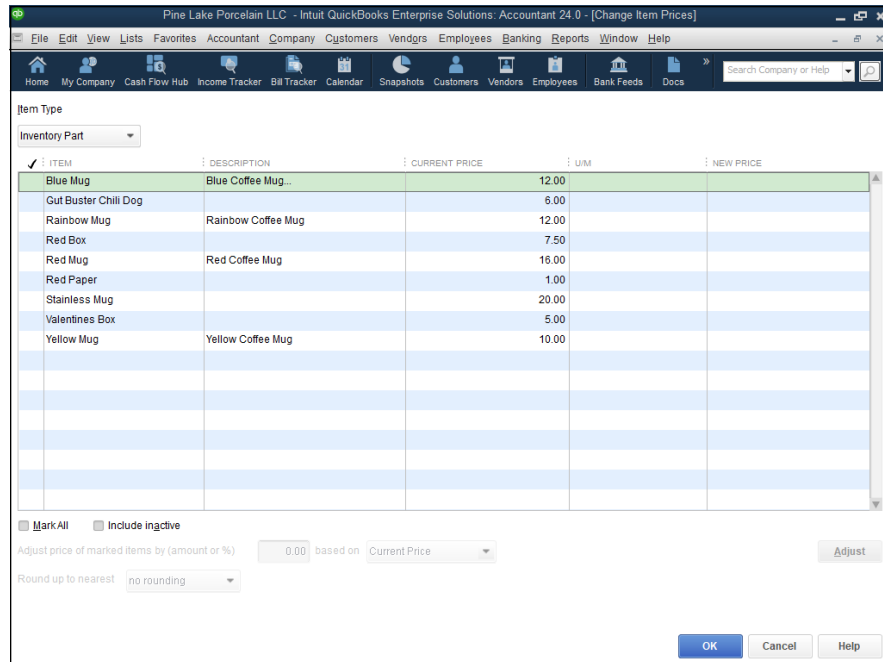 qb Pine Lake Porcelain LLC - Intuit QuickBooks Enterprise Solutions: Accountant 24.0 - [Change Item Prices]
File Edit View Lists Favorites Accountant Company Customers Vendors Employees Banking Reports Window Help
Home My Company Cash Flow Hub Income Tracker Bill Tracker Calendar Snapshots Customers Vendors Employees Bank Feeds Docs » Search Company or Help
Item Type
Inventory Part
✓ ITEM DESCRIPTION CURRENT PRICE U/M NEW PRICE
Blue Mug Blue Coffee Mug... 12.00
Gut Buster Chili Dog 6.00
Rainbow Mug Rainbow Coffee Mug 12.00
Red Box 7.50
Red Mug Red Coffee Mug 16.00
Red Paper 1.00
Stainless Mug 20.00
Valentines Box 5.00
Yellow Mug Yellow Coffee Mug 10.00
Mark All Include inactive
Adjust price of marked items by (amount or %) 0.00 based on Current Price Adjust
Round up to nearest no rounding
OK Cancel Help